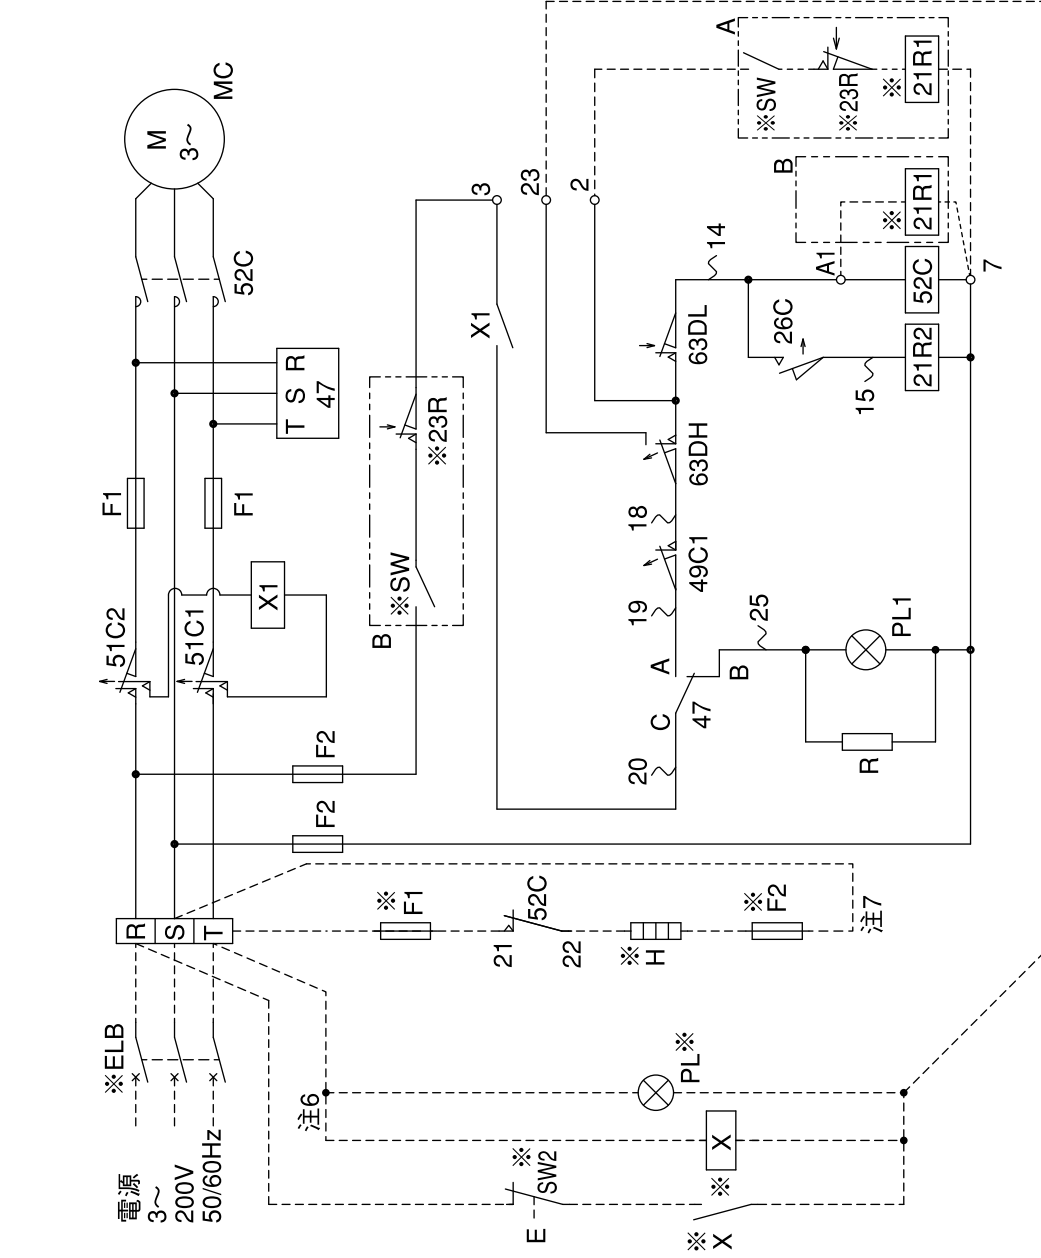 電源
3～
200V
50/60Hz
※ELB
R
S
T
51C2
51C1
X1
F1
F1
R
S
T
47
52C
M
3～
MC
F2
F2
B
※SW
※23R
X1
3
23
2
A
※SW
※23R
※
21R1
B
※
21R1
A1
52C
7
14
26C
15
21R2
63DL
63DH
18
49C1
19
A
B
C
47
20
25
PL1
R
※
F1
21
52C
22
※
H
※
F2
注7
注6
PL※
X
※
※
SW2
E
※
X